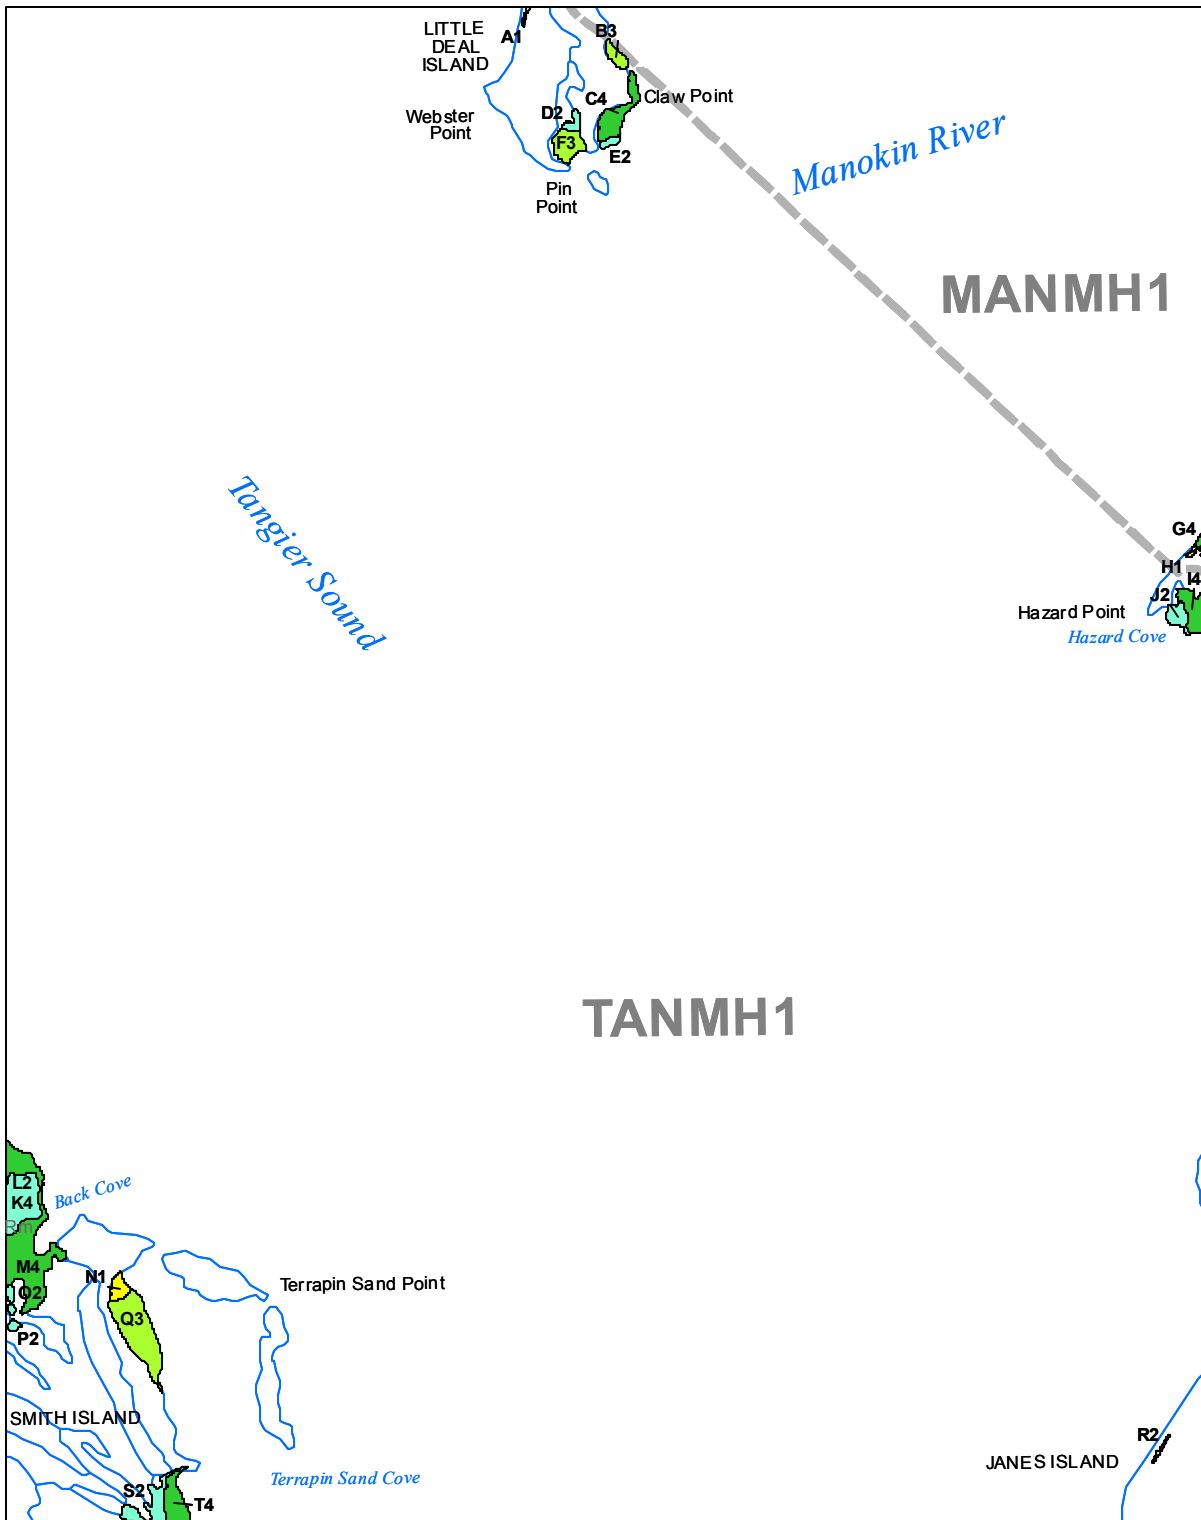 LITTLE
DEAL
ISLAND
A1
B3
Webster
Point
C4
Claw Point
D2
F3
E2
Pin
Point
Manokin River
MANMH1
Tangier Sound
G4
H1
I4
J2
Hazard Point
Hazard Cove
TANMH1
L2
K4
Back Cove
Rm
M4
N1
O2
Terrapin Sand Point
Q3
P2
SMITH ISLAND
R2
JANES ISLAND
Terrapin Sand Cove
S2
T4